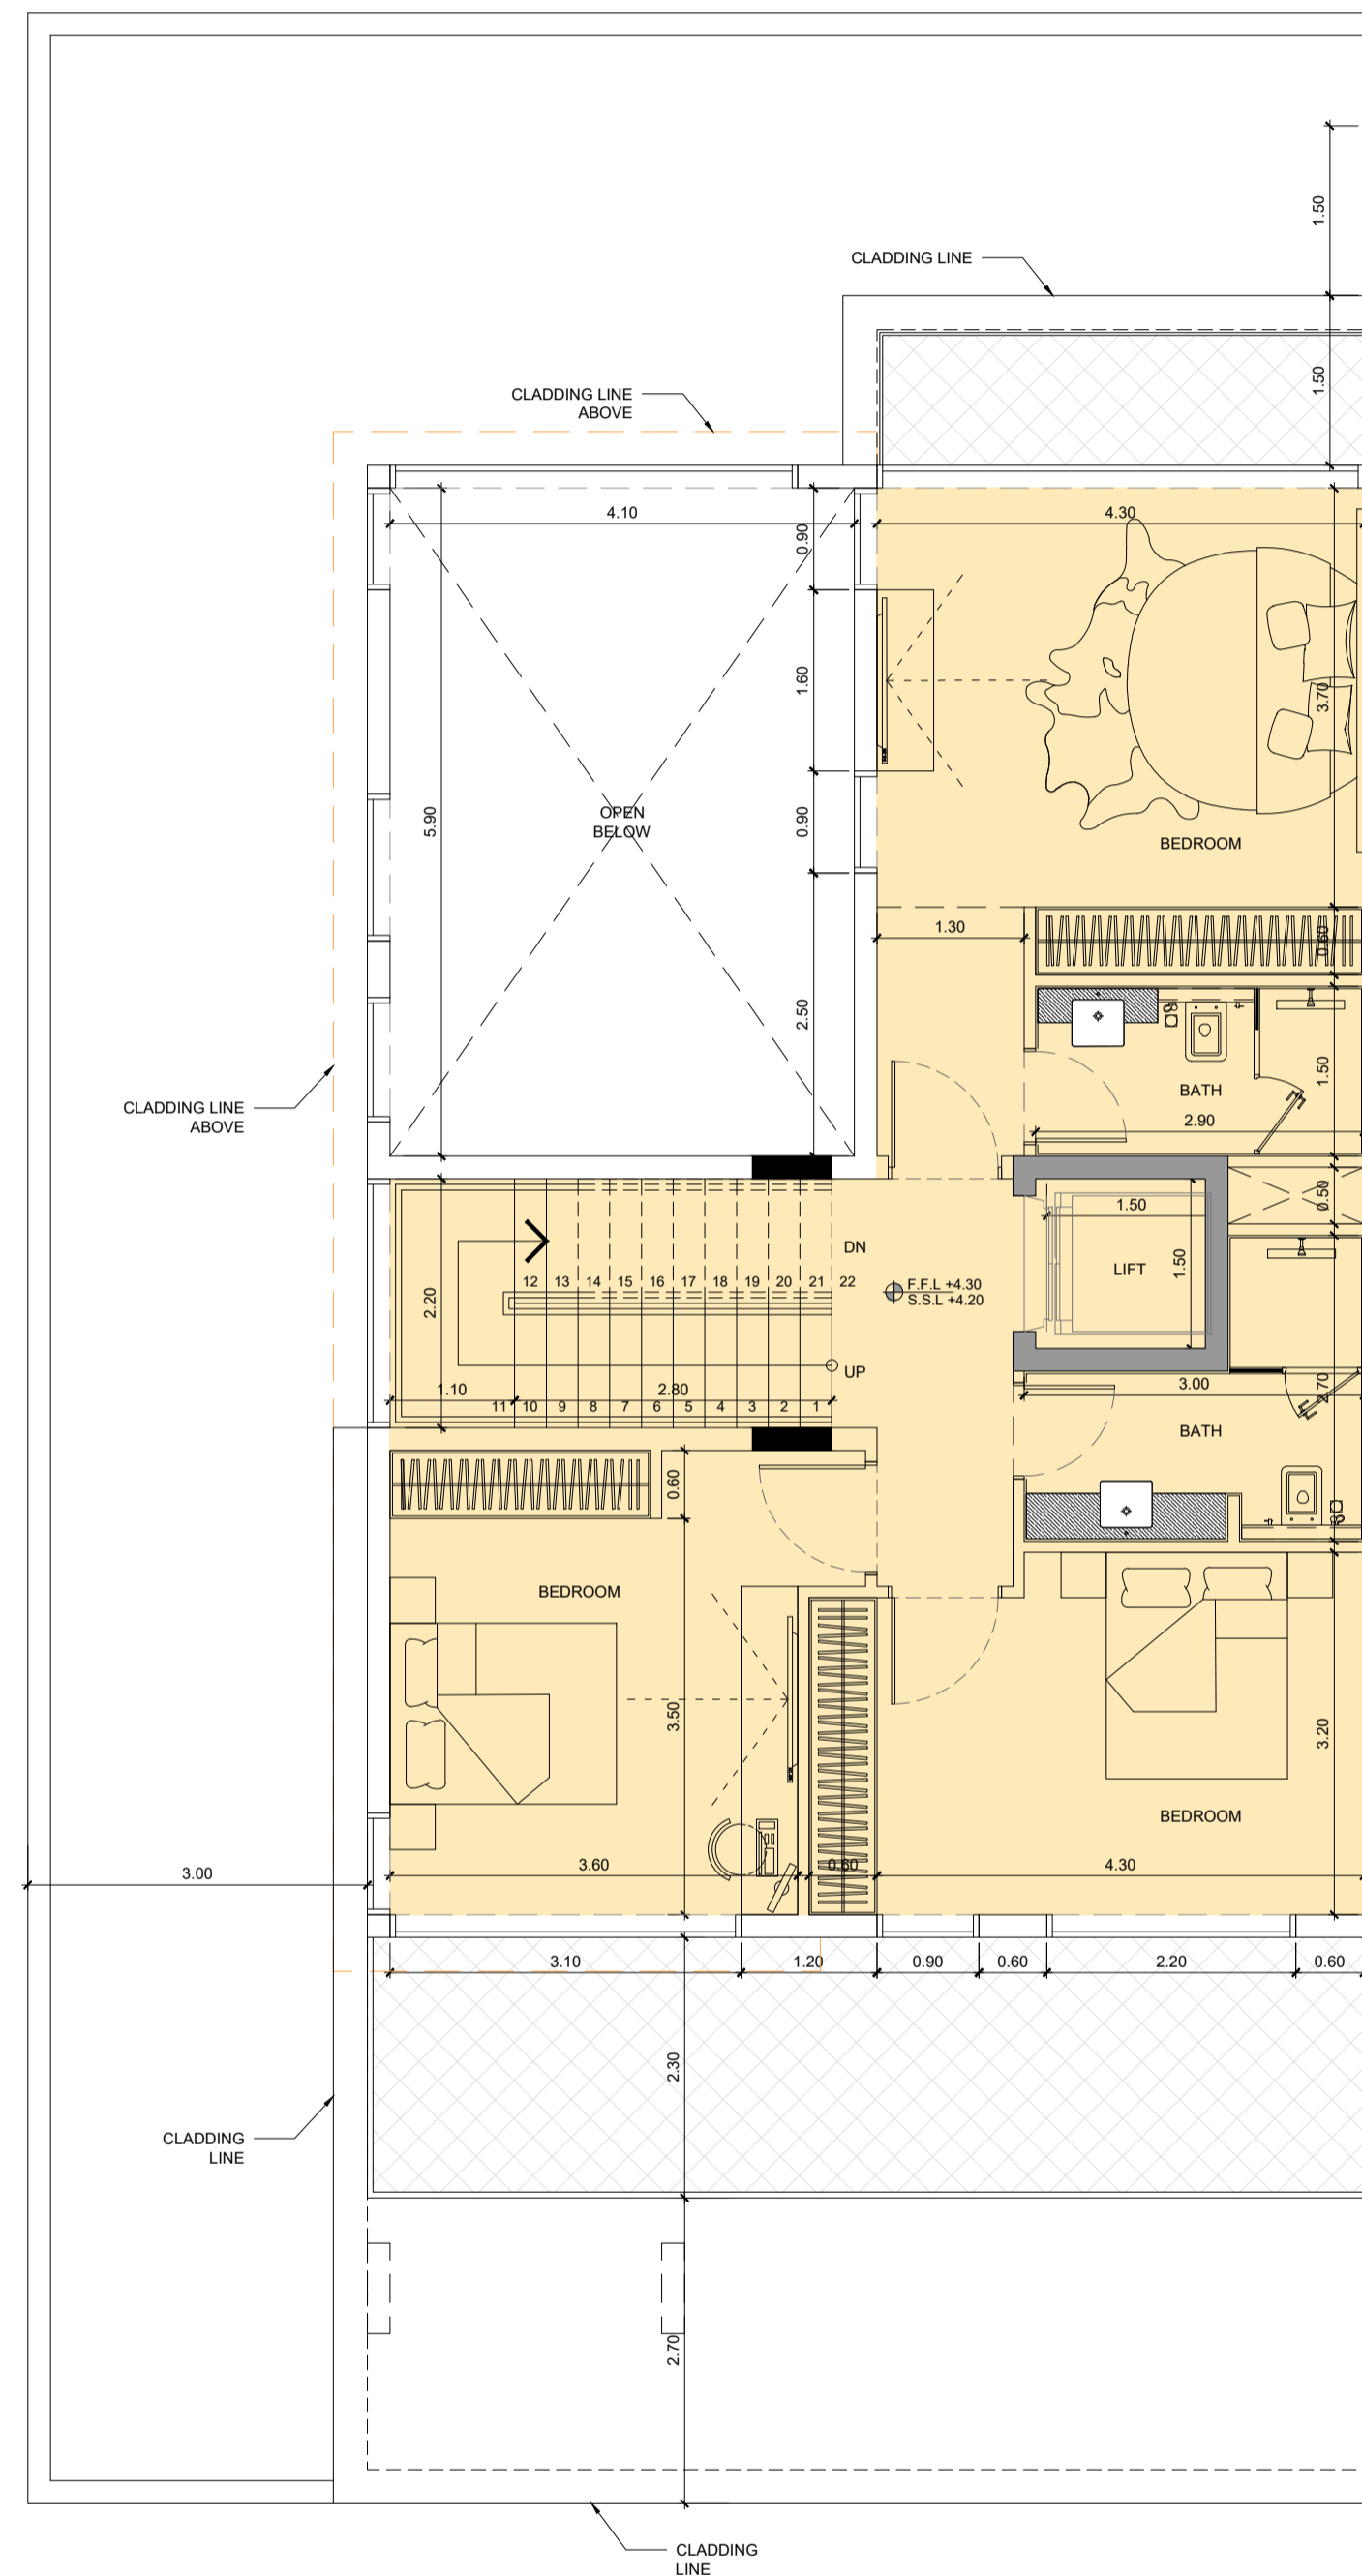 1.50
CLADDING LINE
1.50
CLADDING LINE
ABOVE
4.10
4.30
0.90
1.60
3.70
5.90
OPEN
BELOW
0.90
BEDROOM
1.30
0.60
2.50
1.50
BATH
CLADDING LINE
ABOVE
2.90
0.50
1.50
DN
LIFT
1.50
12 13 14 15 16 17 18 19 20 21 22
F.F.L +4.30
S.S.L +4.20
2.20
UP
1.10
2.80
3.00
2.70
11 10 9 8 7 6 5 4 3 2 1
BATH
0.60
BEDROOM
3.50
3.20
BEDROOM
3.00
3.60
0.60
4.30
3.10
1.20
0.90
0.60
2.20
0.60
2.30
CLADDING
LINE
2.70
CLADDING
LINE